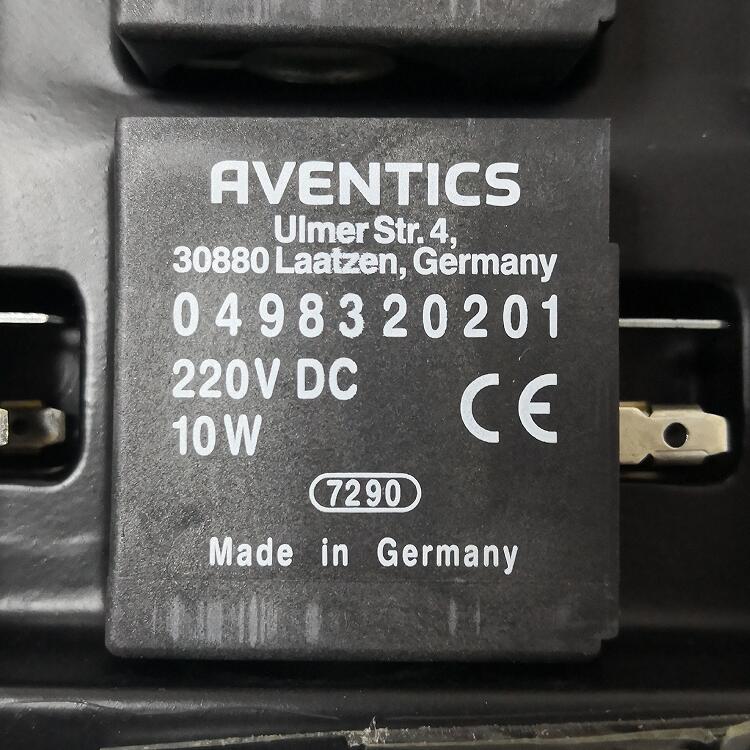 AVENTICS
Ulmer Str. 4,
30880 Laatzen, Germany
0498320201
220V DC
10W
CE
7290
Made in Germany